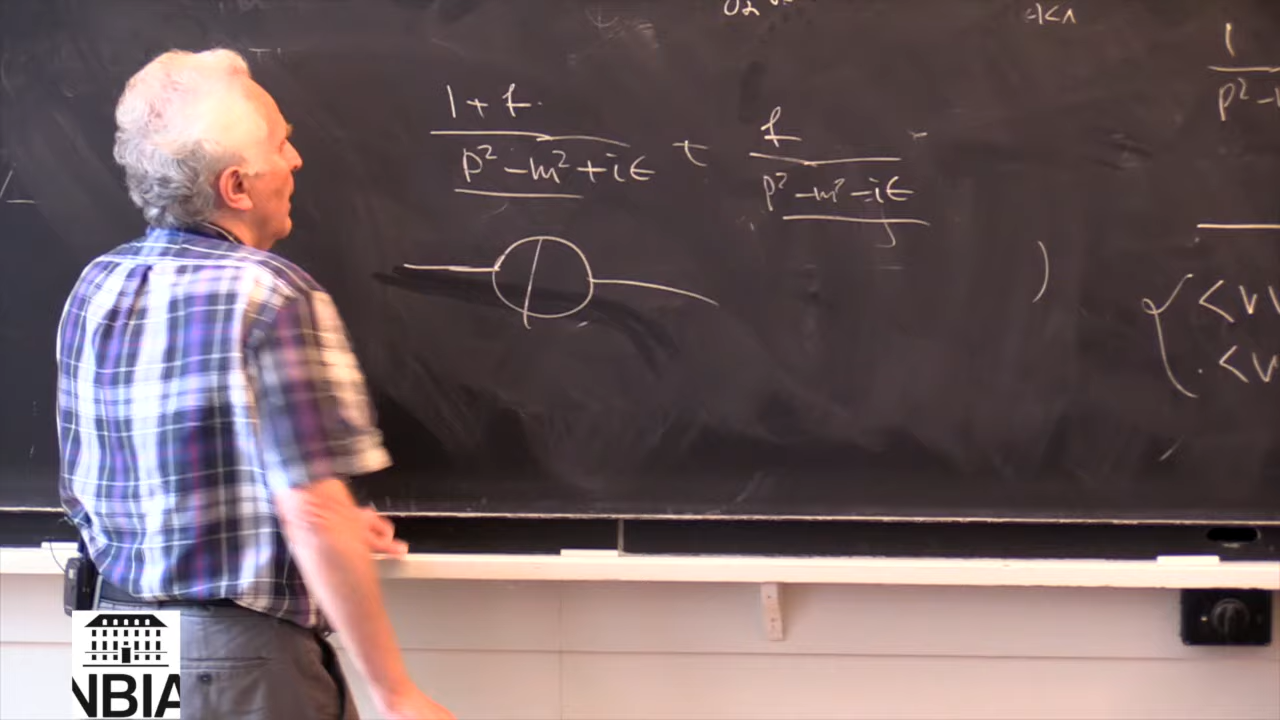 1 + f
p² - m² + iϵ
f
p² - m² - iϵ
1
p² -
)
{ <v
<v
NBIA